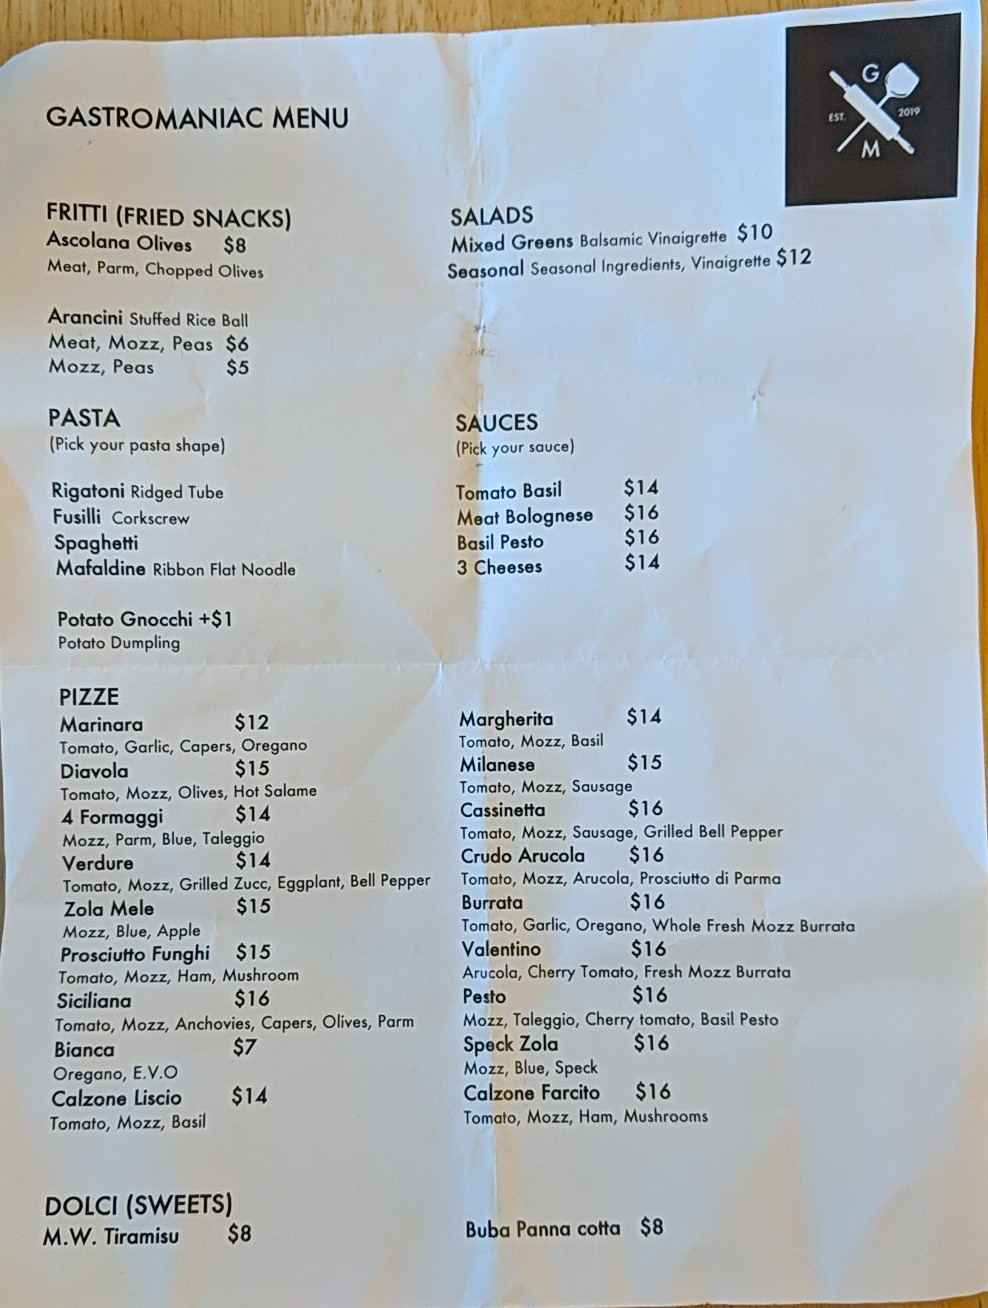 GASTROMANIAC MENU
G
EST. 2019
M
FRITTI (FRIED SNACKS)
Ascolana Olives $8
Meat, Parm, Chopped Olives
Arancini Stuffed Rice Ball
Meat, Mozz, Peas $6
Mozz, Peas $5
SALADS
Mixed Greens Balsamic Vinaigrette $10
Seasonal Seasonal Ingredients, Vinaigrette $12
PASTA
(Pick your pasta shape)
Rigatoni Ridged Tube
Fusilli Corkscrew
Spaghetti
Mafaldine Ribbon Flat Noodle
Potato Gnocchi +$1
Potato Dumpling
SAUCES
(Pick your sauce)
Tomato Basil $14
Meat Bolognese $16
Basil Pesto $16
3 Cheeses $14
PIZZE
Marinara $12
Tomato, Garlic, Capers, Oregano
Diavola $15
Tomato, Mozz, Olives, Hot Salame
4 Formaggi $14
Mozz, Parm, Blue, Taleggio
Verdure $14
Tomato, Mozz, Grilled Zucc, Eggplant, Bell Pepper
Zola Mele $15
Mozz, Blue, Apple
Prosciutto Funghi $15
Tomato, Mozz, Ham, Mushroom
Siciliana $16
Tomato, Mozz, Anchovies, Capers, Olives, Parm
Bianca $7
Oregano, E.V.O
Calzone Liscio $14
Tomato, Mozz, Basil
Margherita $14
Tomato, Mozz, Basil
Milanese $15
Tomato, Mozz, Sausage
Cassinetta $16
Tomato, Mozz, Sausage, Grilled Bell Pepper
Crudo Arucola $16
Tomato, Mozz, Arucola, Prosciutto di Parma
Burrata $16
Tomato, Garlic, Oregano, Whole Fresh Mozz Burrata
Valentino $16
Arucola, Cherry Tomato, Fresh Mozz Burrata
Pesto $16
Mozz, Taleggio, Cherry tomato, Basil Pesto
Speck Zola $16
Mozz, Blue, Speck
Calzone Farcito $16
Tomato, Mozz, Ham, Mushrooms
DOLCI (SWEETS)
M.W. Tiramisu $8
Buba Panna cotta $8